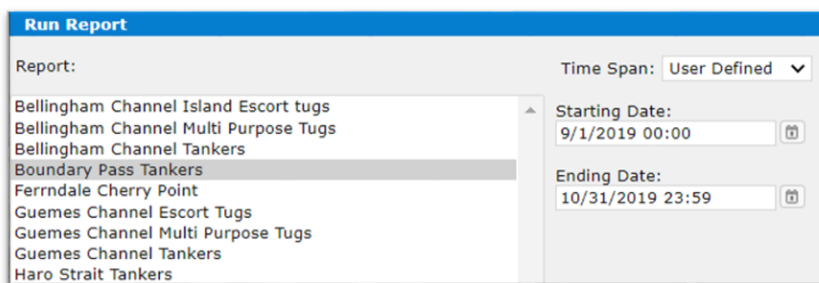 Run Report
Report:
Time Span: User Defined
Bellingham Channel Island Escort tugs
Bellingham Channel Multi Purpose Tugs
Bellingham Channel Tankers
Boundary Pass Tankers
Ferrndale Cherry Point
Guemes Channel Escort Tugs
Guemes Channel Multi Purpose Tugs
Guemes Channel Tankers
Haro Strait Tankers
Starting Date:
9/1/2019 00:00
Ending Date:
10/31/2019 23:59